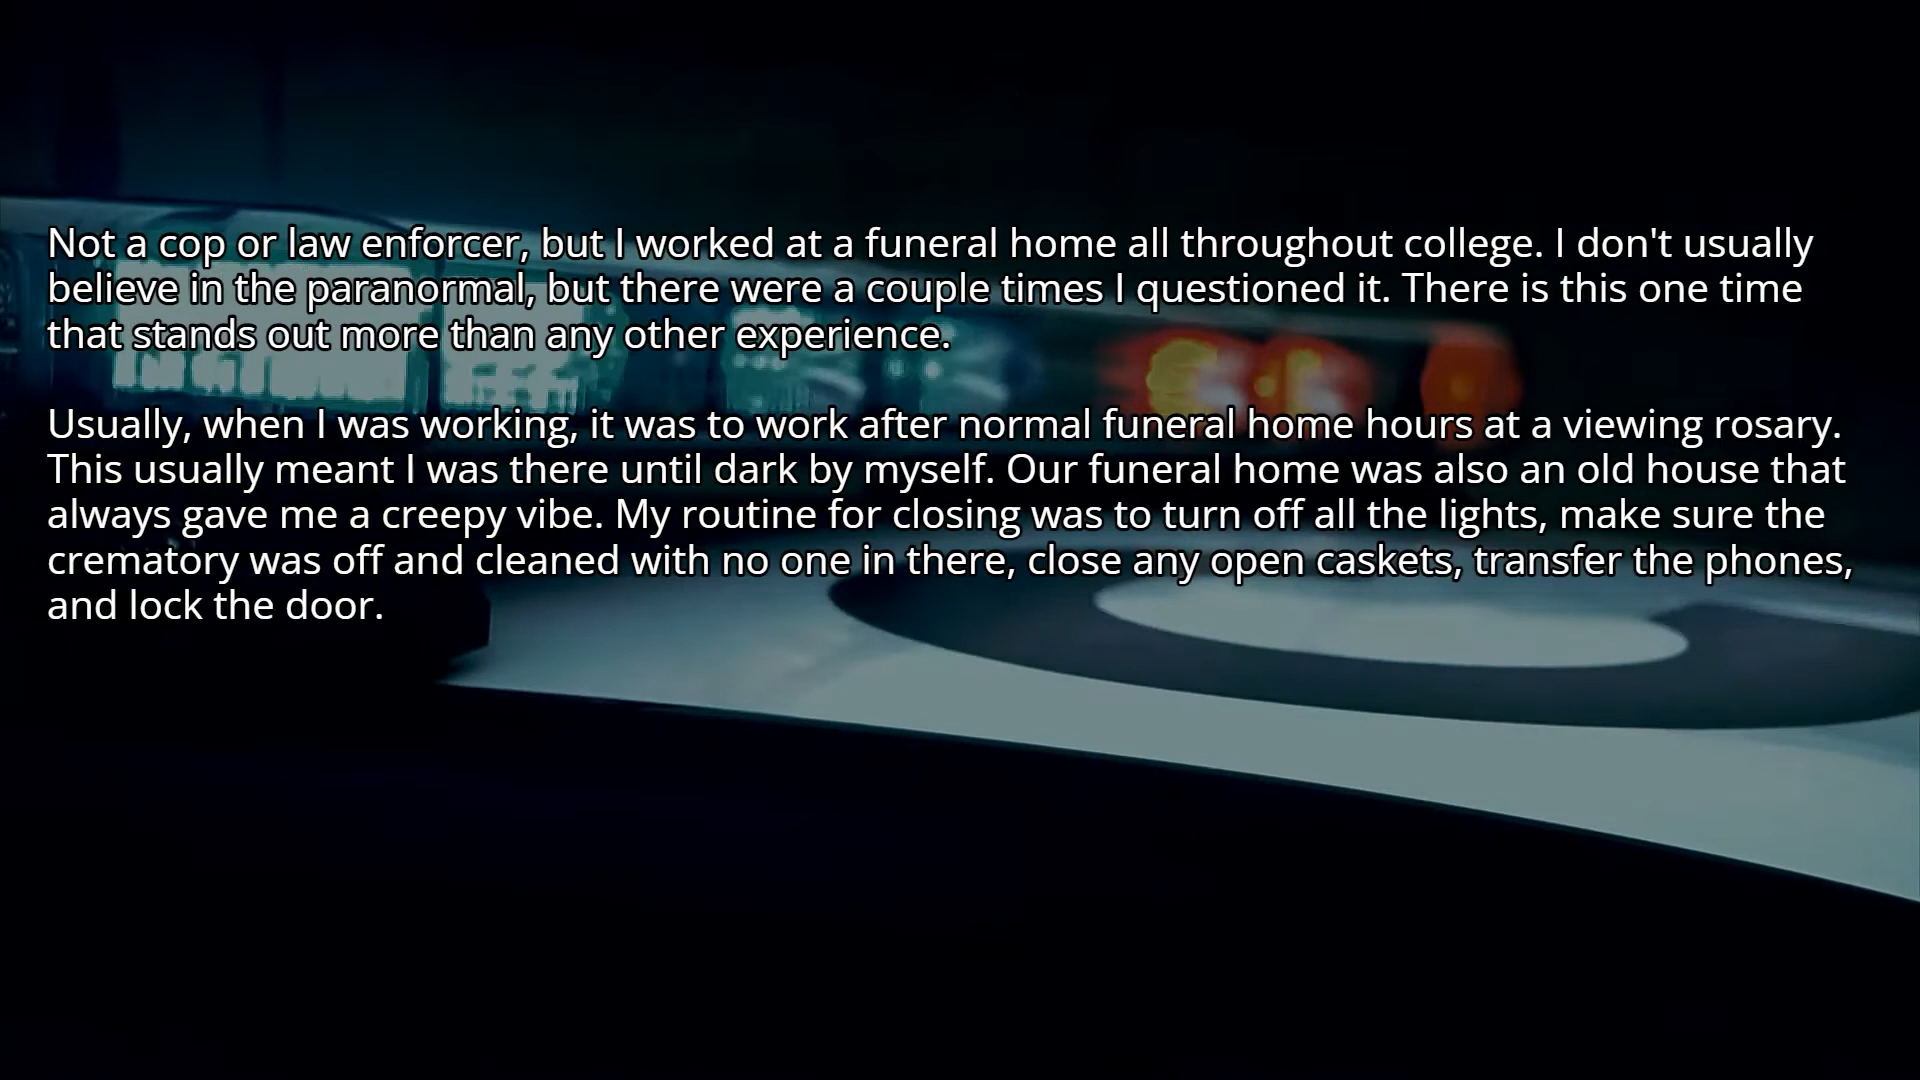 Not a cop or law enforcer, but I worked at a funeral home all throughout college. I don't usually
believe in the paranormal, but there were a couple times I questioned it. There is this one time
that stands out more than any other experience.
Usually, when I was working, it was to work after normal funeral home hours at a viewing rosary.
This usually meant I was there until dark by myself. Our funeral home was also an old house that
always gave me a creepy vibe. My routine for closing was to turn off all the lights, make sure the
crematory was off and cleaned with no one in there, close any open caskets, transfer the phones,
and lock the door.